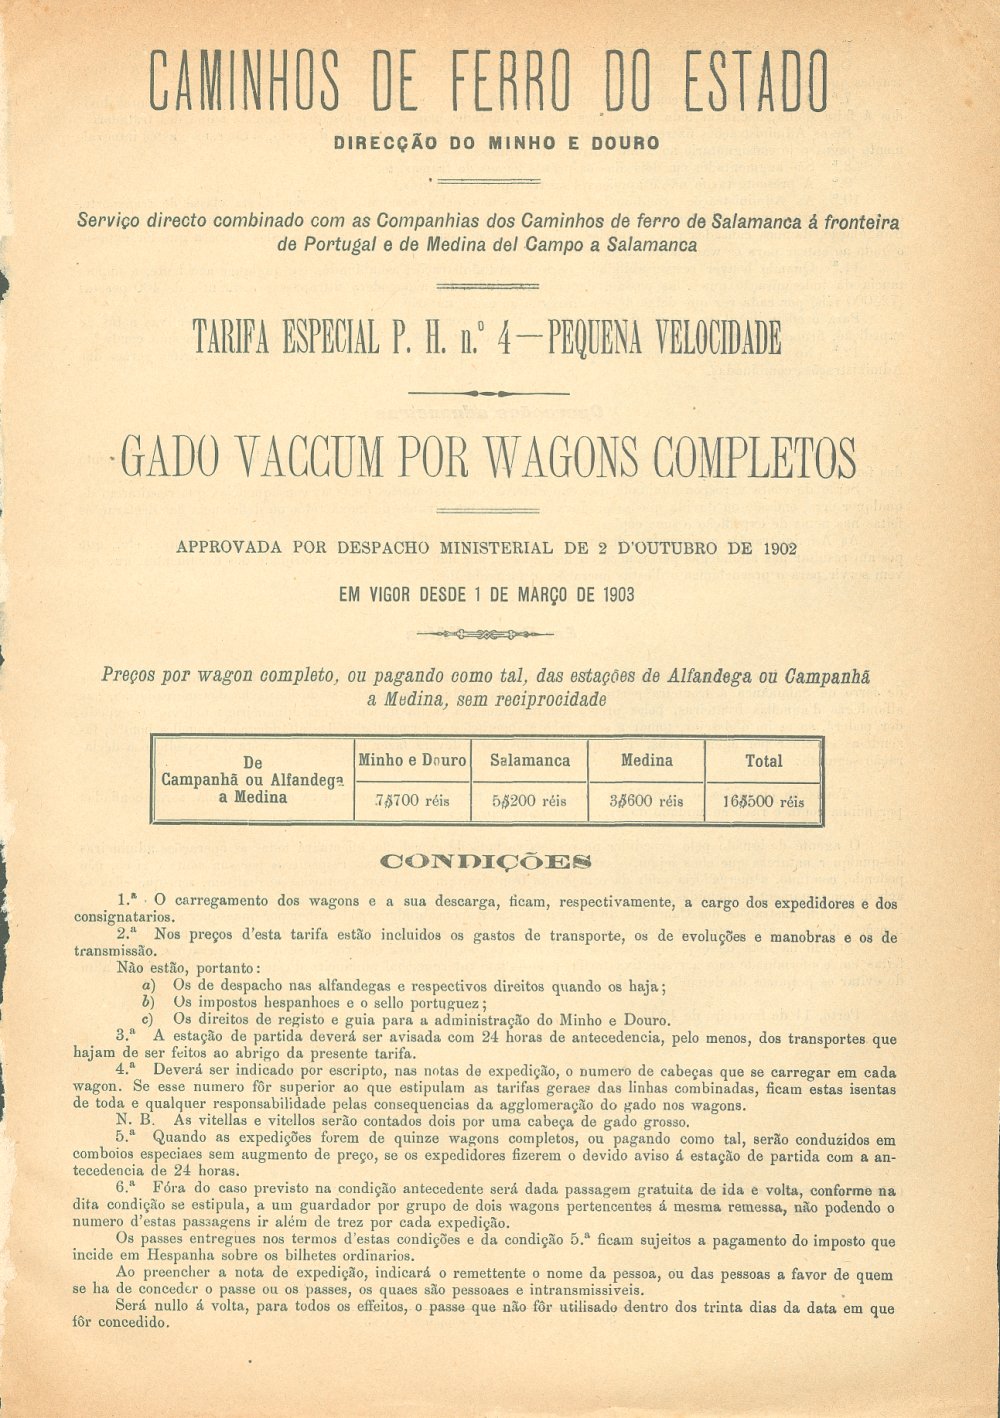 CAMINHOS DE FERRO DO ESTADO
DIRECÇÃO DO MINHO E DOURO
Serviço directo combinado com as Companhias dos Caminhos de ferro de Salamanca á fronteira
de Portugal e de Medina del Campo a Salamanca
TARIFA ESPECIAL P. H. n.º 4—PEQUENA VELOCIDADE
GADO VACCUM POR WAGONS COMPLETOS
APPROVADA POR DESPACHO MINISTERIAL DE 2 D'OUTUBRO DE 1902
EM VIGOR DESDE 1 DE MARÇO DE 1903
Preços por wagon completo, ou pagando como tal, das estações de Alfandega ou Campanhã
a Medina, sem reciprocidade
De
Campanhã ou Alfandega
a Medina
Minho e Douro Salamanca Medina Total
7$700 réis 5$200 réis 3$600 réis 16$500 réis
CONDIÇÕES
1.ª O carregamento dos wagons e a sua descarga, ficam, respectivamente, a cargo dos expedidores e dos
consignatarios.
2.ª Nos preços d'esta tarifa estão incluidos os gastos de transporte, os de evoluções e manobras e os de
transmissão.
Não estão, portanto:
a) Os de despacho nas alfandegas e respectivos direitos quando os haja;
b) Os impostos hespanhoes e o sello portuguez;
c) Os direitos de registo e guia para a administração do Minho e Douro.
3.ª A estação de partida deverá ser avisada com 24 horas de antecedencia, pelo menos, dos transportes que
hajam de ser feitos ao abrigo da presente tarifa.
4.ª Deverá ser indicado por escripto, nas notas de expedição, o numero de cabeças que se carregar em cada
wagon. Se esse numero fôr superior ao que estipulam as tarifas geraes das linhas combinadas, ficam estas isentas
de toda e qualquer responsabilidade pelas consequencias da agglomeração do gado nos wagons.
N. B. As vitellas e vitellos serão contados dois por uma cabeça de gado grosso.
5.ª Quando as expedições forem de quinze wagons completos, ou pagando como tal, serão conduzidos em
comboios especiaes sem augmento de preço, se os expedidores fizerem o devido aviso á estação de partida com a an-
tecedencia de 24 horas.
6.ª Fóra do caso previsto na condição antecedente será dada passagem gratuita de ida e volta, conforme na
dita condição se estipula, a um guardador por grupo de dois wagons pertencentes á mesma remessa, não podendo o
numero d'estas passagens ir além de trez por cada expedição.
Os passes entregues nos termos d'estas condições e da condição 5.ª ficam sujeitos a pagamento do imposto que
incide em Hespanha sobre os bilhetes ordinarios.
Ao preencher a nota de expedição, indicará o remettente o nome da pessoa, ou das pessoas a favor de quem
se ha de conceder o passe ou os passes, os quaes são pessoaes e intransmissiveis.
Será nullo á volta, para todos os effeitos, o passe que não fôr utilisado dentro dos trinta dias da data em que
fôr concedido.